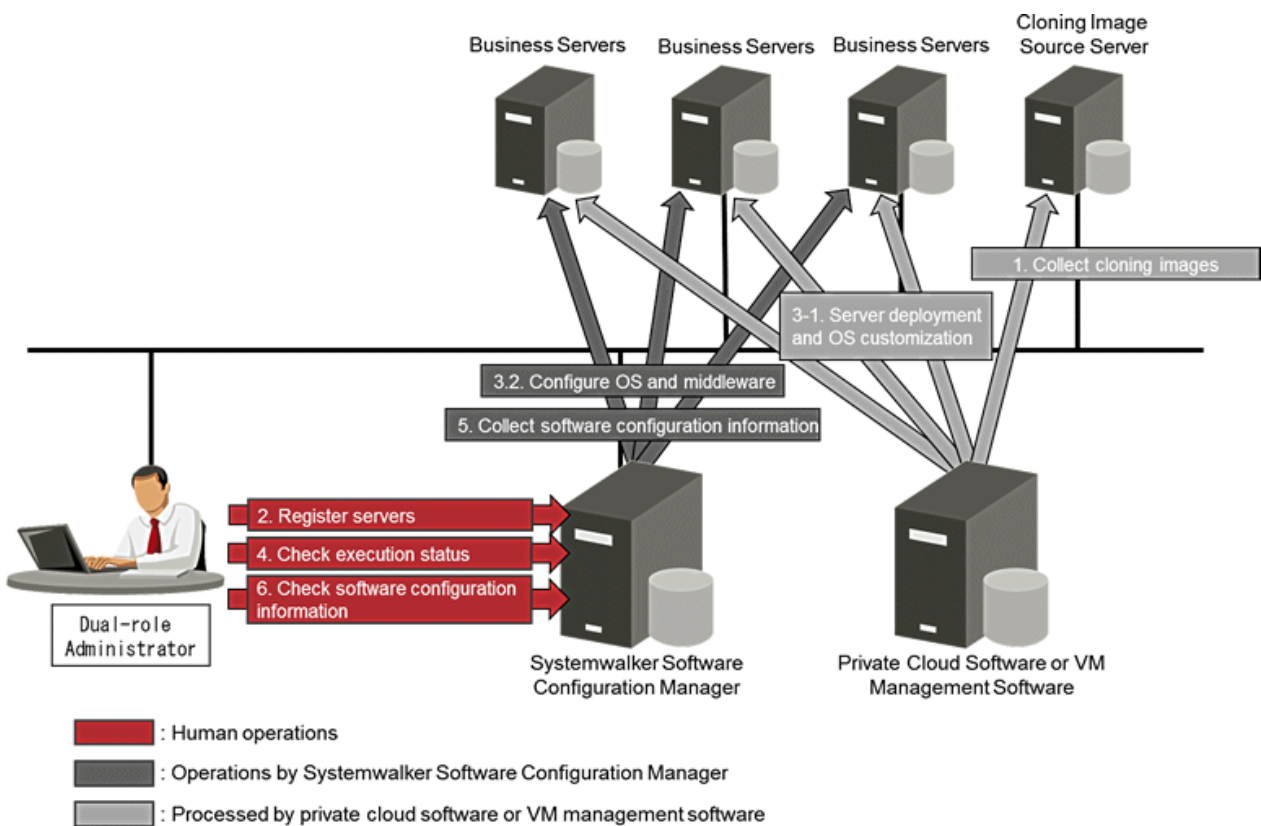 Cloning Image
Source Server
Business Servers
Business Servers
Business Servers
1. Collect cloning images
3-1. Server deployment
and OS customization
3.2. Configure OS and middleware
5. Collect software configuration information
2. Register servers
4. Check execution status
6. Check software configuration
information
Dual-role
Administrator
Systemwalker Software
Configuration Manager
Private Cloud Software or VM
Management Software
: Human operations
: Operations by Systemwalker Software Configuration Manager
: Processed by private cloud software or VM management software